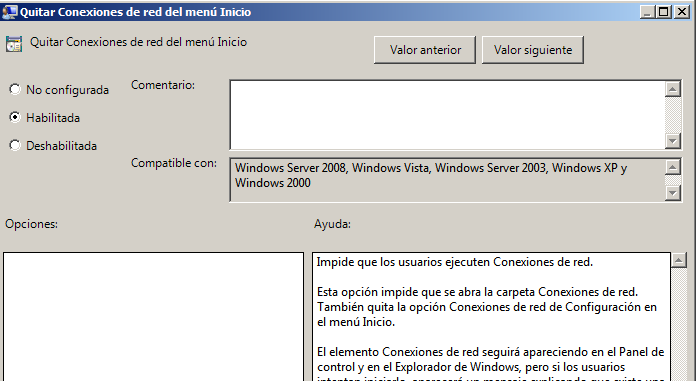 Quitar Conexiones de red del menú Inicio
Quitar Conexiones de red del menú Inicio
Valor anterior
Valor siguiente
No configurada
Habilitada
Deshabilitada
Comentario:
Compatible con:
Windows Server 2008, Windows Vista, Windows Server 2003, Windows XP y
Windows 2000
Opciones:
Ayuda:
Impide que los usuarios ejecuten Conexiones de red.
Esta opción impide que se abra la carpeta Conexiones de red.
También quita la opción Conexiones de red de Configuración en
el menú Inicio.
El elemento Conexiones de red seguirá apareciendo en el Panel de
control y en el Explorador de Windows, pero si los usuarios